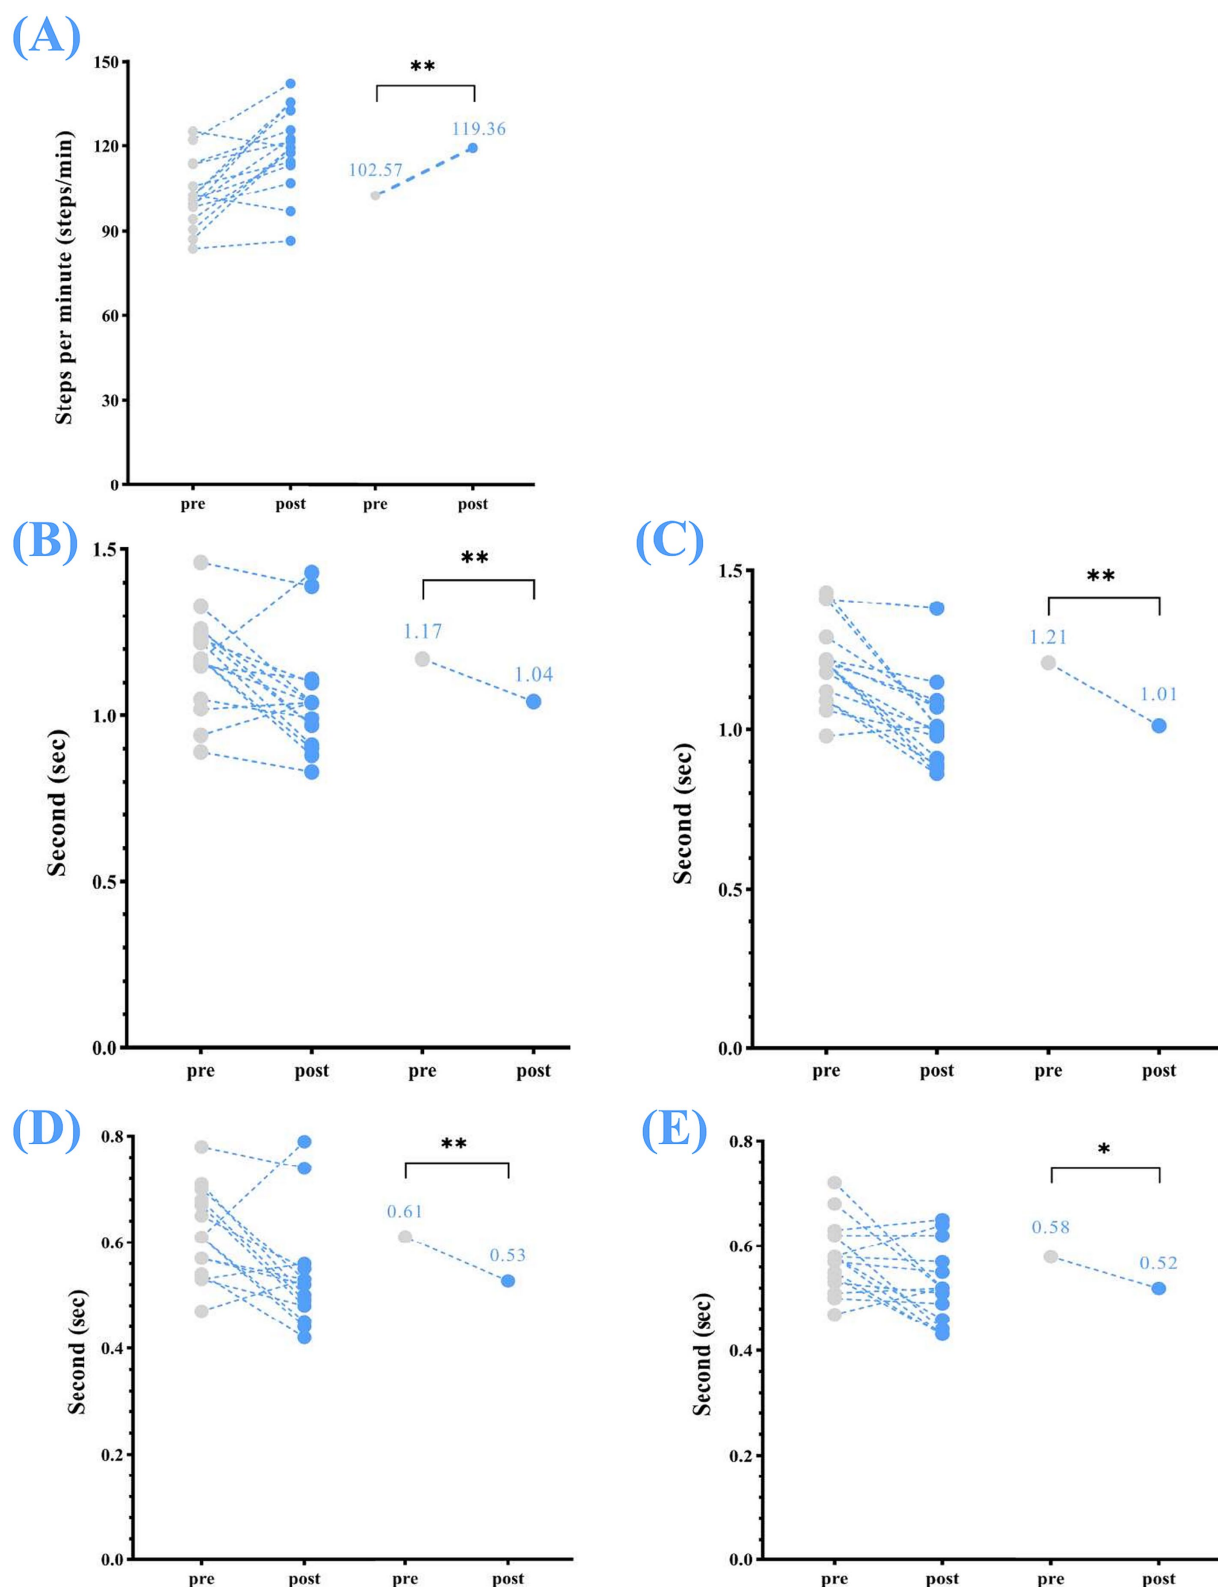 (A)
Steps per minute (steps/min)
150
120
90
60
30
0
**
102.57
119.36
pre
post
pre
post
(B)
Second (sec)
1.5
1.0
0.5
0.0
**
1.17
1.04
pre
post
pre
post
(C)
Second (sec)
1.5
1.0
0.5
0.0
**
1.21
1.01
pre
post
pre
post
(D)
Second (sec)
0.8
0.6
0.4
0.2
0.0
**
0.61
0.53
pre
post
pre
post
(E)
Second (sec)
0.8
0.6
0.4
0.2
0.0
*
0.58
0.52
pre
post
pre
post